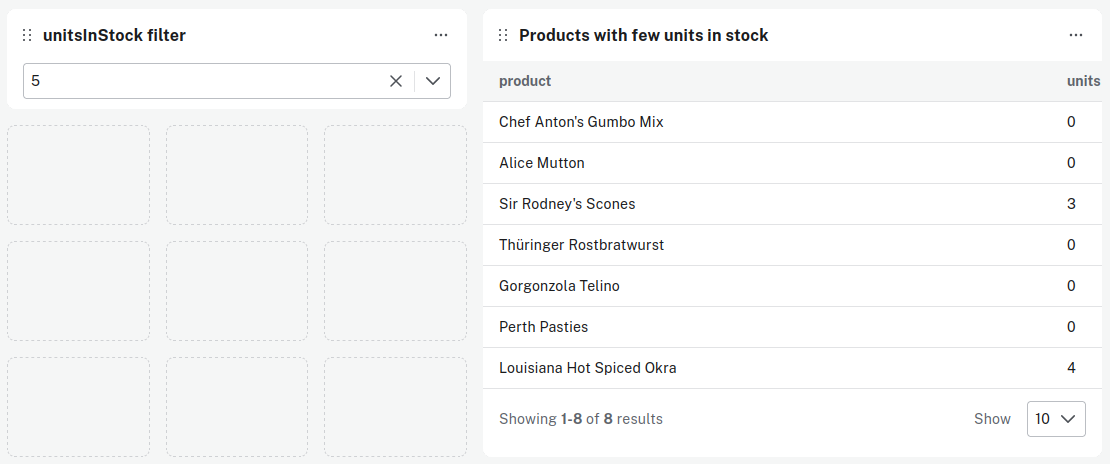 unitsInStock filter
5
Products with few units in stock
product units
Chef Anton's Gumbo Mix 0
Alice Mutton 0
Sir Rodney's Scones 3
Thüringer Rostbratwurst 0
Gorgonzola Telino 0
Perth Pasties 0
Louisiana Hot Spiced Okra 4
Showing 1-8 of 8 results Show 10